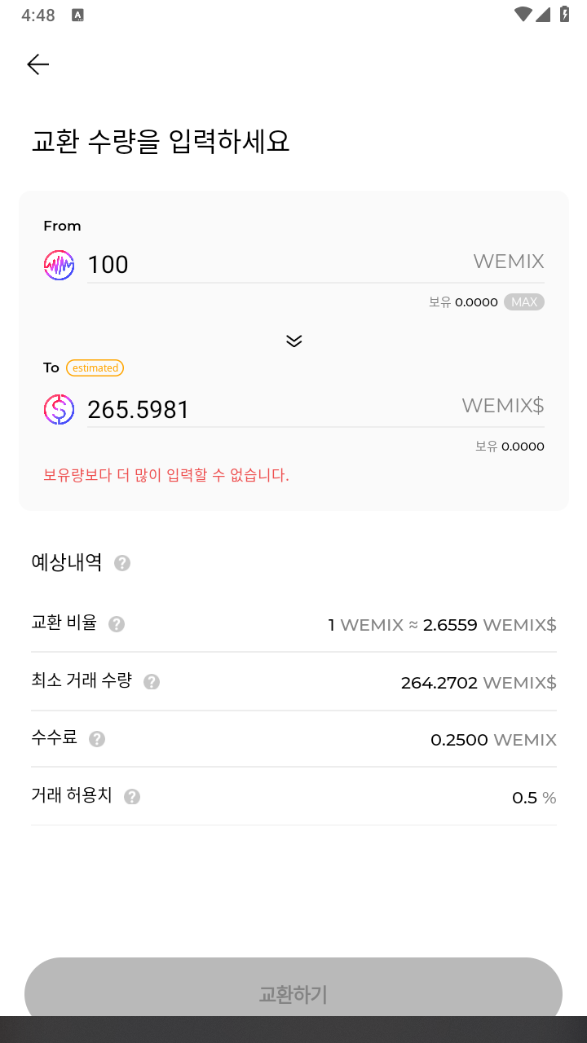 4:48 A
교환 수량을 입력하세요
From
100 WEMIX
보유 0.0000 MAX
To estimated
265.5981 WEMIX$
보유 0.0000
보유량보다 더 많이 입력할 수 없습니다.
예상내역 ?
교환 비율 ? 1 WEMIX ≈ 2.6559 WEMIX$
최소 거래 수량 ? 264.2702 WEMIX$
수수료 ? 0.2500 WEMIX
거래 허용치 ? 0.5 %
교환하기